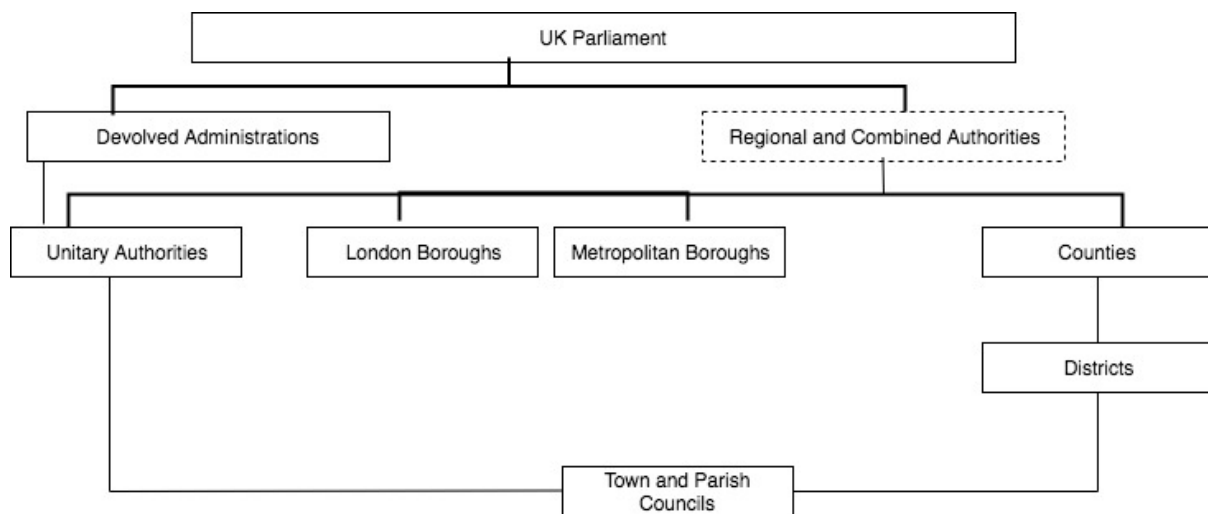 UK Parliament
Devolved Administrations
Regional and Combined Authorities
Unitary Authorities
London Boroughs
Metropolitan Boroughs
Counties
Districts
Town and Parish
Councils